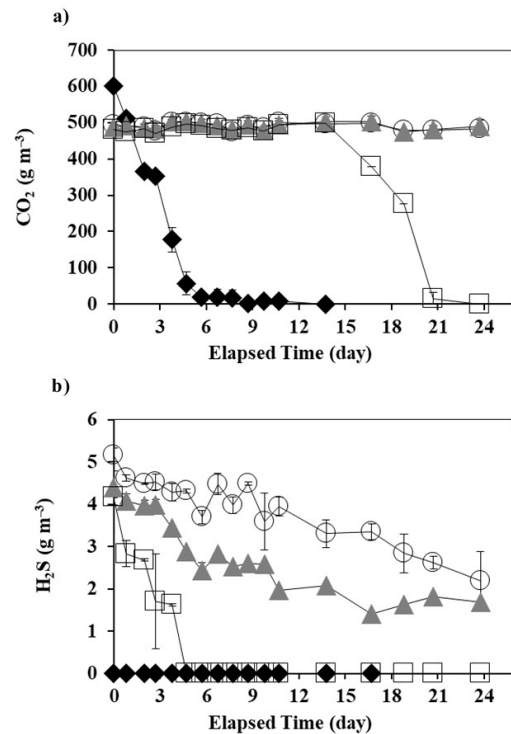 a)
700
600
500
400
300
200
100
0
CO₂ (g m⁻³)
0 3 6 9 12 15 18 21 24
Elapsed Time (day)
b)
6
5
4
3
2
1
0
H₂S (g m⁻³)
0 3 6 9 12 15 18 21 24
Elapsed Time (day)